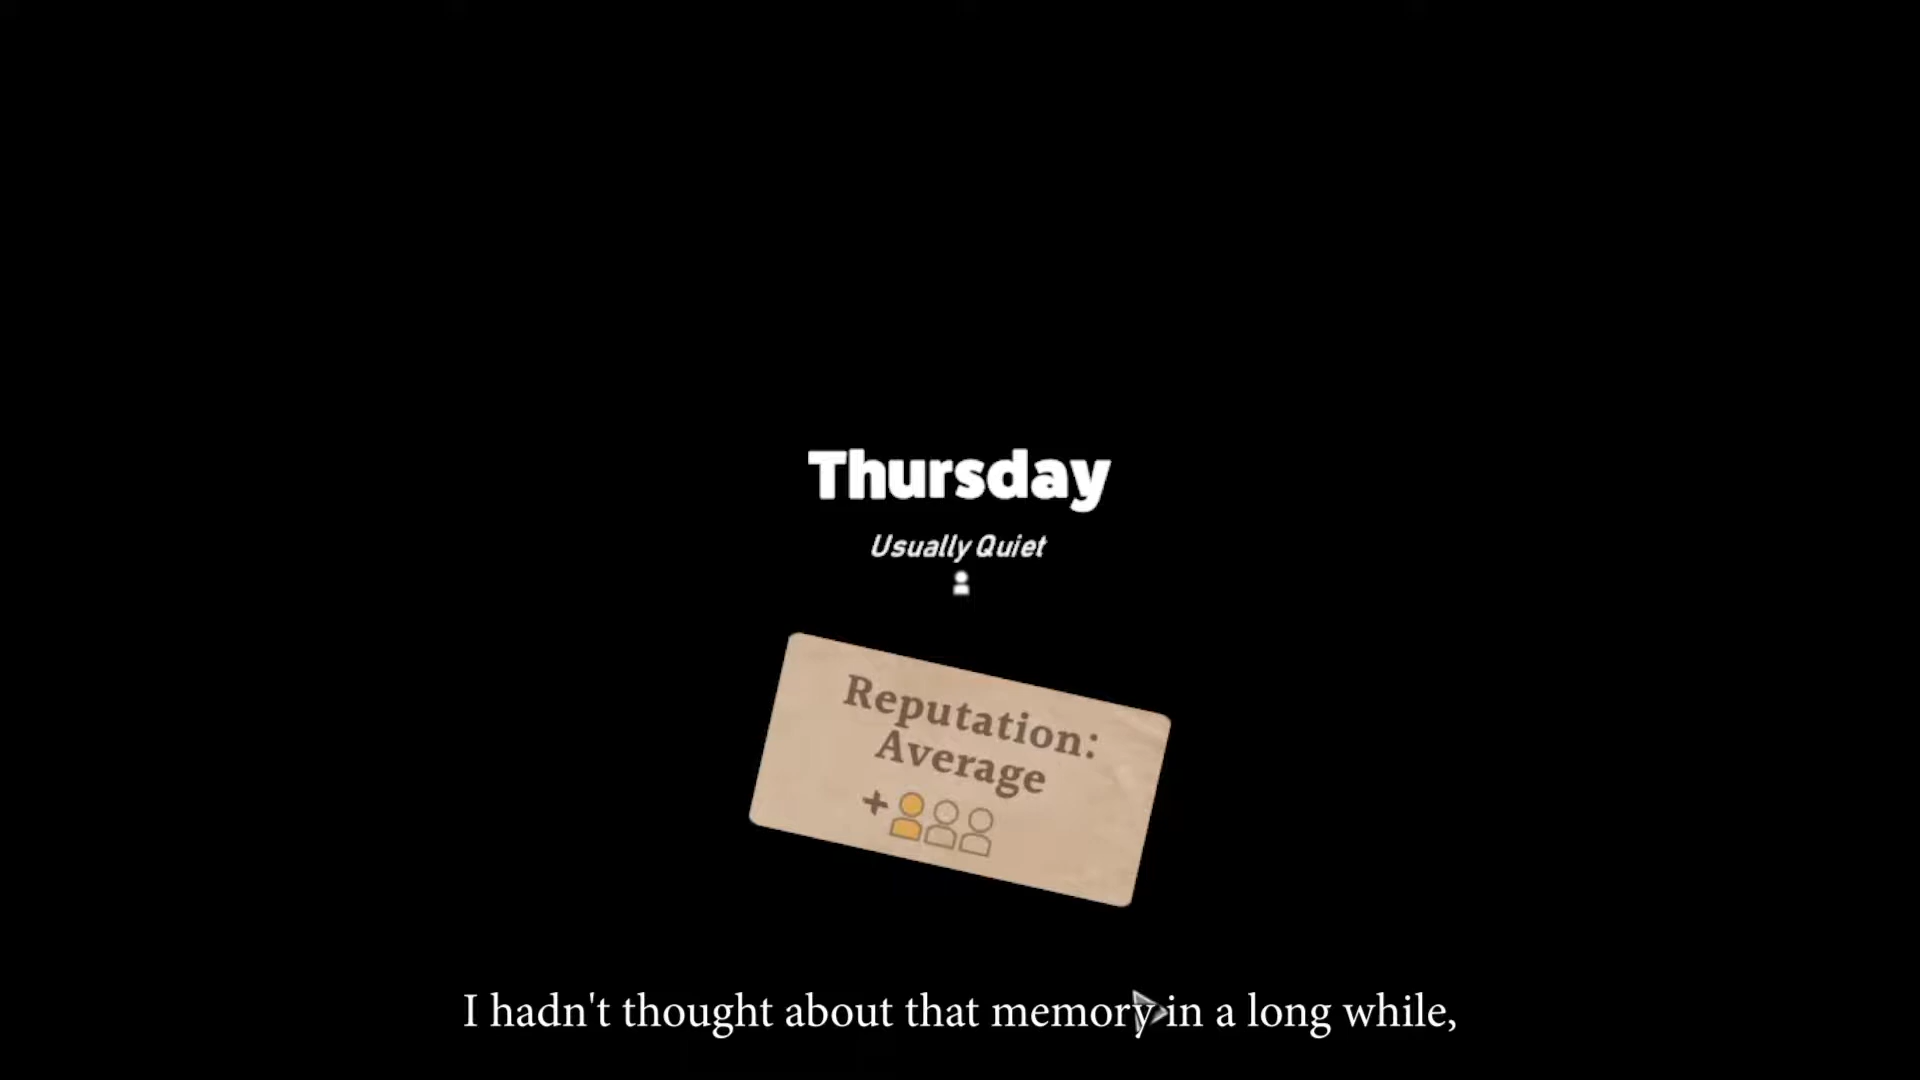 Thursday
Usually Quiet
Reputation:
Average
+
I hadn't thought about that memory in a long while,